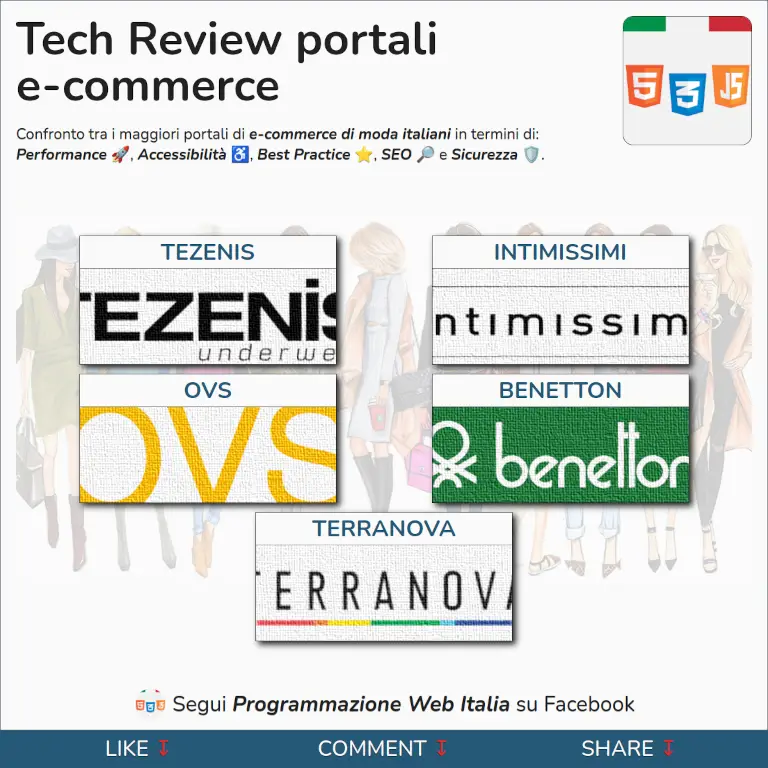 Tech Review portali
e-commerce
5 3 JS
Confronto tra i maggiori portali di e-commerce di moda italiani in termini di:
Performance 🚀, Accessibilità ♿, Best Practice ⭐, SEO 🔎 e Sicurezza 🛡️.
TEZENIS
TEZENIS
underwe
INTIMISSIMI
ntimissim
OVS
OVS
BENETTON
benetton
TERRANOVA
TERRANOVA
Segui Programmazione Web Italia su Facebook
LIKE ↧ COMMENT ↧ SHARE ↧